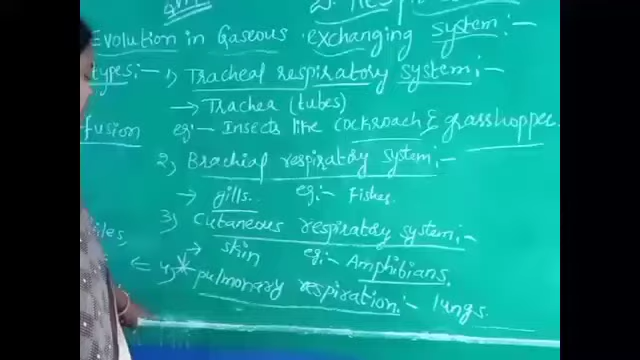 Evolution in Gaseous exchanging system:-
types:- 1) Tracheal respiratory system:-
→ Trachea (tubes)
fusion eg:- Insects like cockroach & grasshopper.
2) Brachial respiratory system:-
→ gills. eg:- Fishes
3) Cutaneous respiratory system:-
→ skin eg:- Amphibians
4)* pulmonary respiration:- lungs.